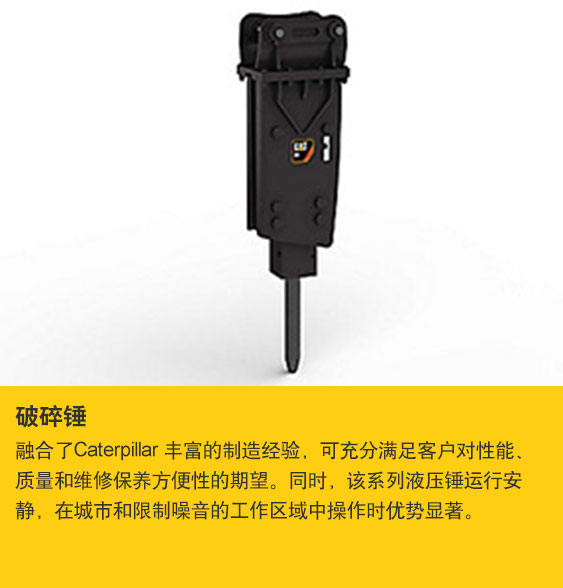 CAT
破碎锤
融合了Caterpillar 丰富的制造经验，可充分满足客户对性能、
质量和维修保养方便性的期望。同时，该系列液压锤运行安
静，在城市和限制噪音的工作区域中操作时优势显著。